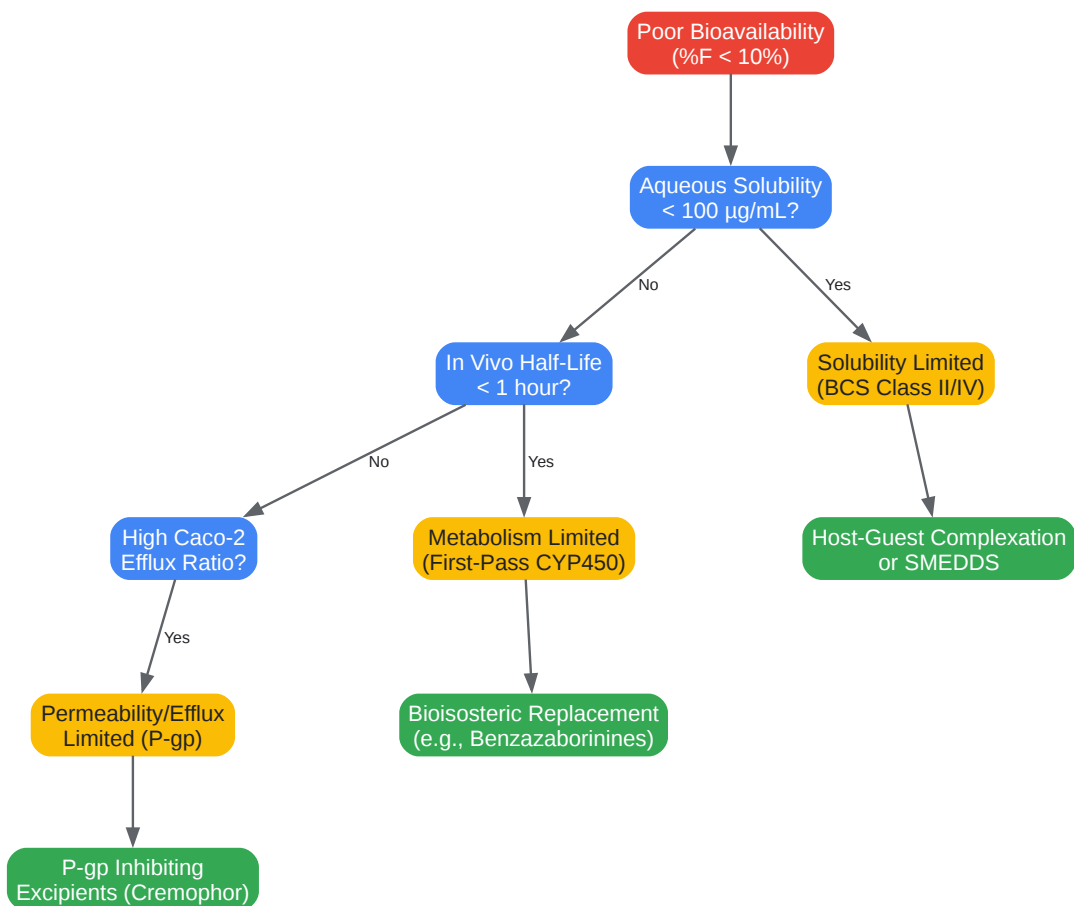 Poor Bioavailability
(%F < 10%)
Aqueous Solubility
< 100 µg/mL?
No
Yes
In Vivo Half-Life
< 1 hour?
Solubility Limited
(BCS Class II/IV)
No
Yes
High Caco-2
Efflux Ratio?
Metabolism Limited
(First-Pass CYP450)
Host-Guest Complexation
or SMEDDS
Yes
Permeability/Efflux
Limited (P-gp)
Bioisosteric Replacement
(e.g., Benzazaborinines)
P-gp Inhibiting
Excipients (Cremophor)